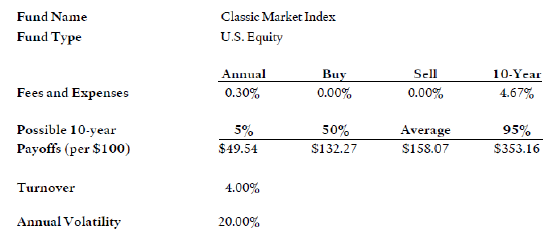 Fund Name Classic Market Index
Fund Type U.S. Equity
Annual Buy Sell 10-Year
Fees and Expenses 0.30% 0.00% 0.00% 4.67%
Possible 10-year 5% 50% Average 95%
Payoffs (per $100) $49.54 $132.27 $158.07 $353.16
Turnover 4.00%
Annual Volatility 20.00%